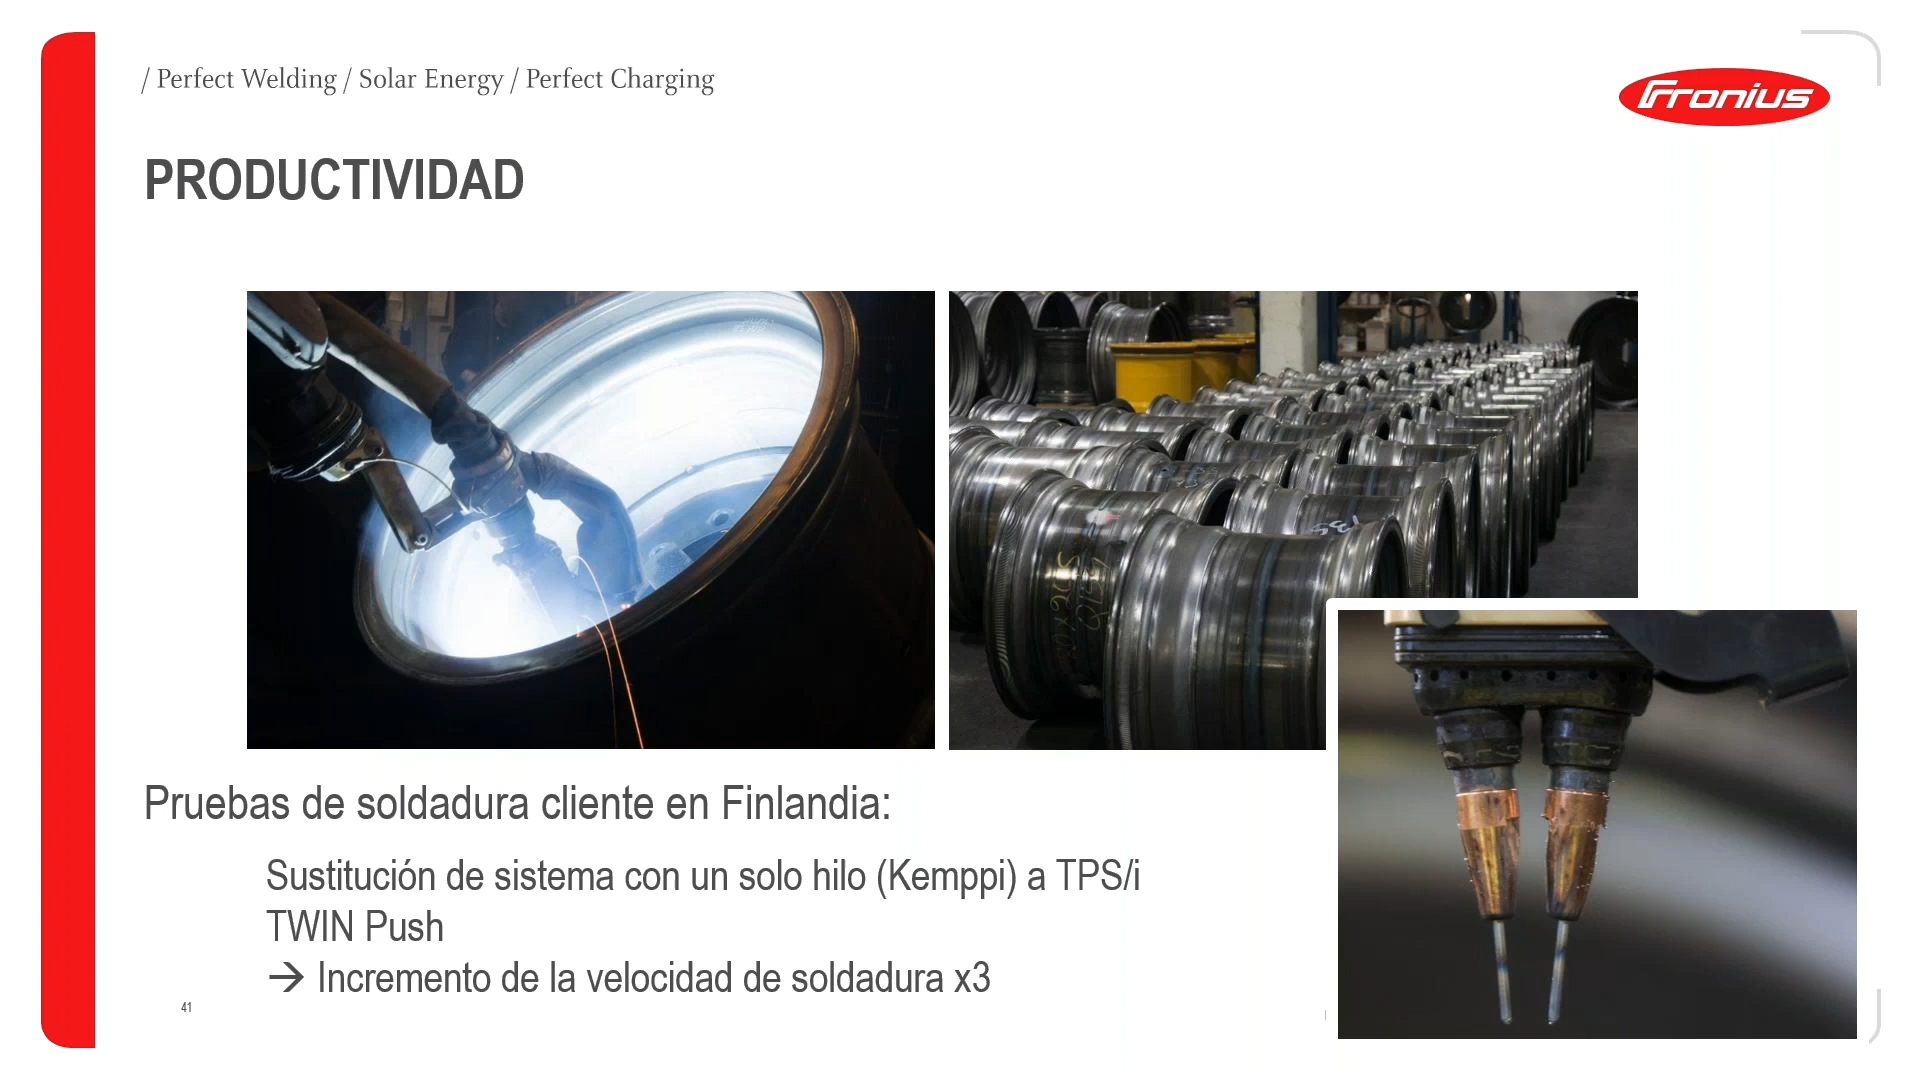 / Perfect Welding / Solar Energy / Perfect Charging
Fronius
PRODUCTIVIDAD
Pruebas de soldadura cliente en Finlandia:
Sustitución de sistema con un solo hilo (Kemppi) a TPS/i
TWIN Push
→ Incremento de la velocidad de soldadura x3
41